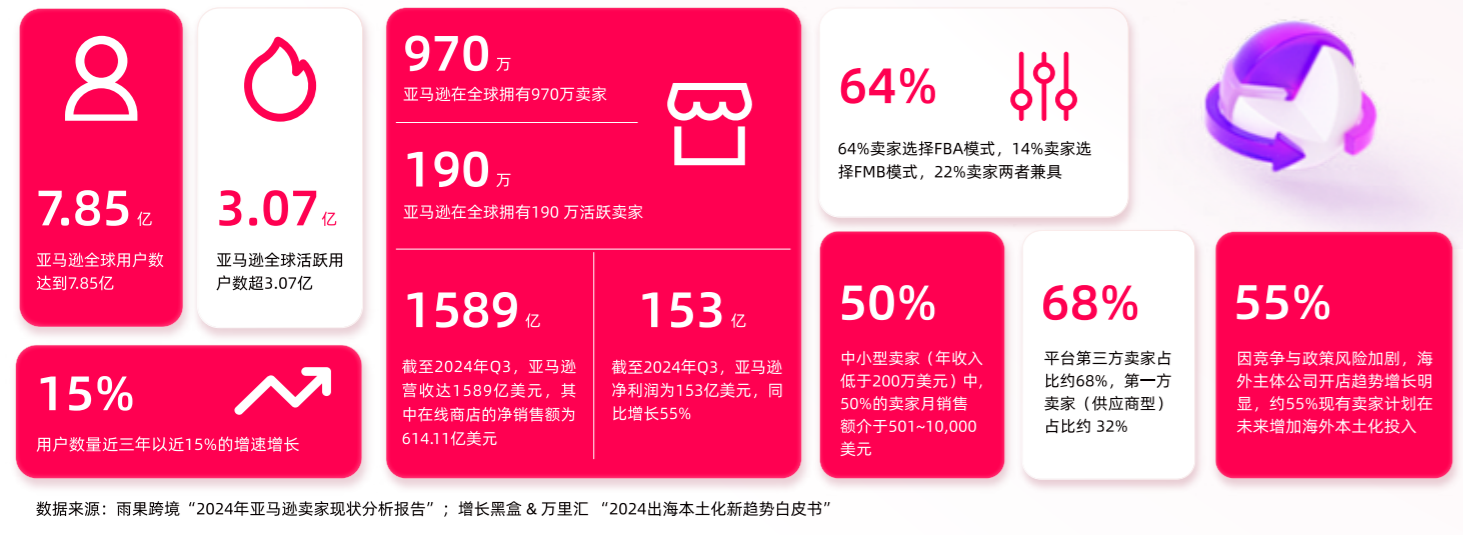 7.85 亿
亚马逊全球用户数
达到7.85亿
3.07 亿
亚马逊全球活跃用
户数超3.07亿
15%
用户数量近三年以近15%的增速增长
970 万
亚马逊在全球拥有970万卖家
190 万
亚马逊在全球拥有190 万活跃卖家
1589 亿
截至2024年Q3，亚马逊
营收达1589亿美元，其
中在线商店的净销售额为
614.11亿美元
153 亿
截至2024年Q3，亚马逊
净利润为153亿美元，同
比增长55%
64%
64%卖家选择FBA模式，14%卖家选
择FMB模式，22%卖家两者兼具
50%
中小型卖家（年收入
低于200万美元）中,
50%的卖家月销售
额介于501~10,000
美元
68%
平台第三方卖家占
比约68%，第一方
卖家（供应商型）
占比约 32%
55%
因竞争与政策风险加剧，海
外主体公司开店趋势增长明
显，约55%现有卖家计划在
未来增加海外本土化投入
数据来源：雨果跨境“2024年亚马逊卖家现状分析报告”；增长黑盒 & 万里汇 “2024出海本土化新趋势白皮书”